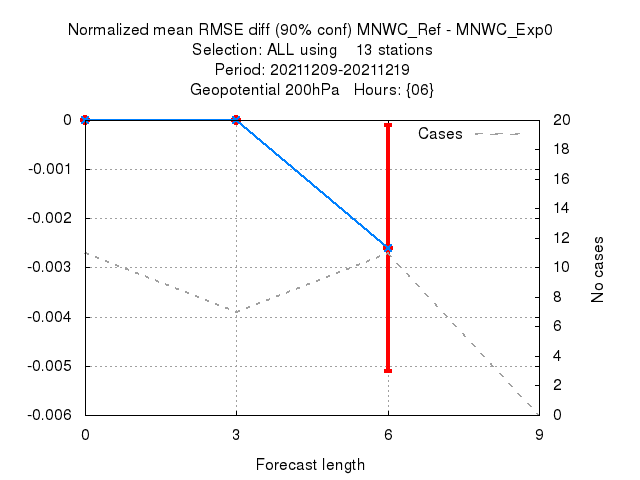 Normalized mean RMSE diff (90% conf) MNWC_Ref - MNWC_Exp0
Selection: ALL using    13 stations
Period: 20211209-20211219
Geopotential 200hPa   Hours: {06}
Cases
0
-0.001
-0.002
-0.003
-0.004
-0.005
-0.006
20
18
16
14
12
10
8
6
4
2
0
No cases
0 3 6 9
Forecast length